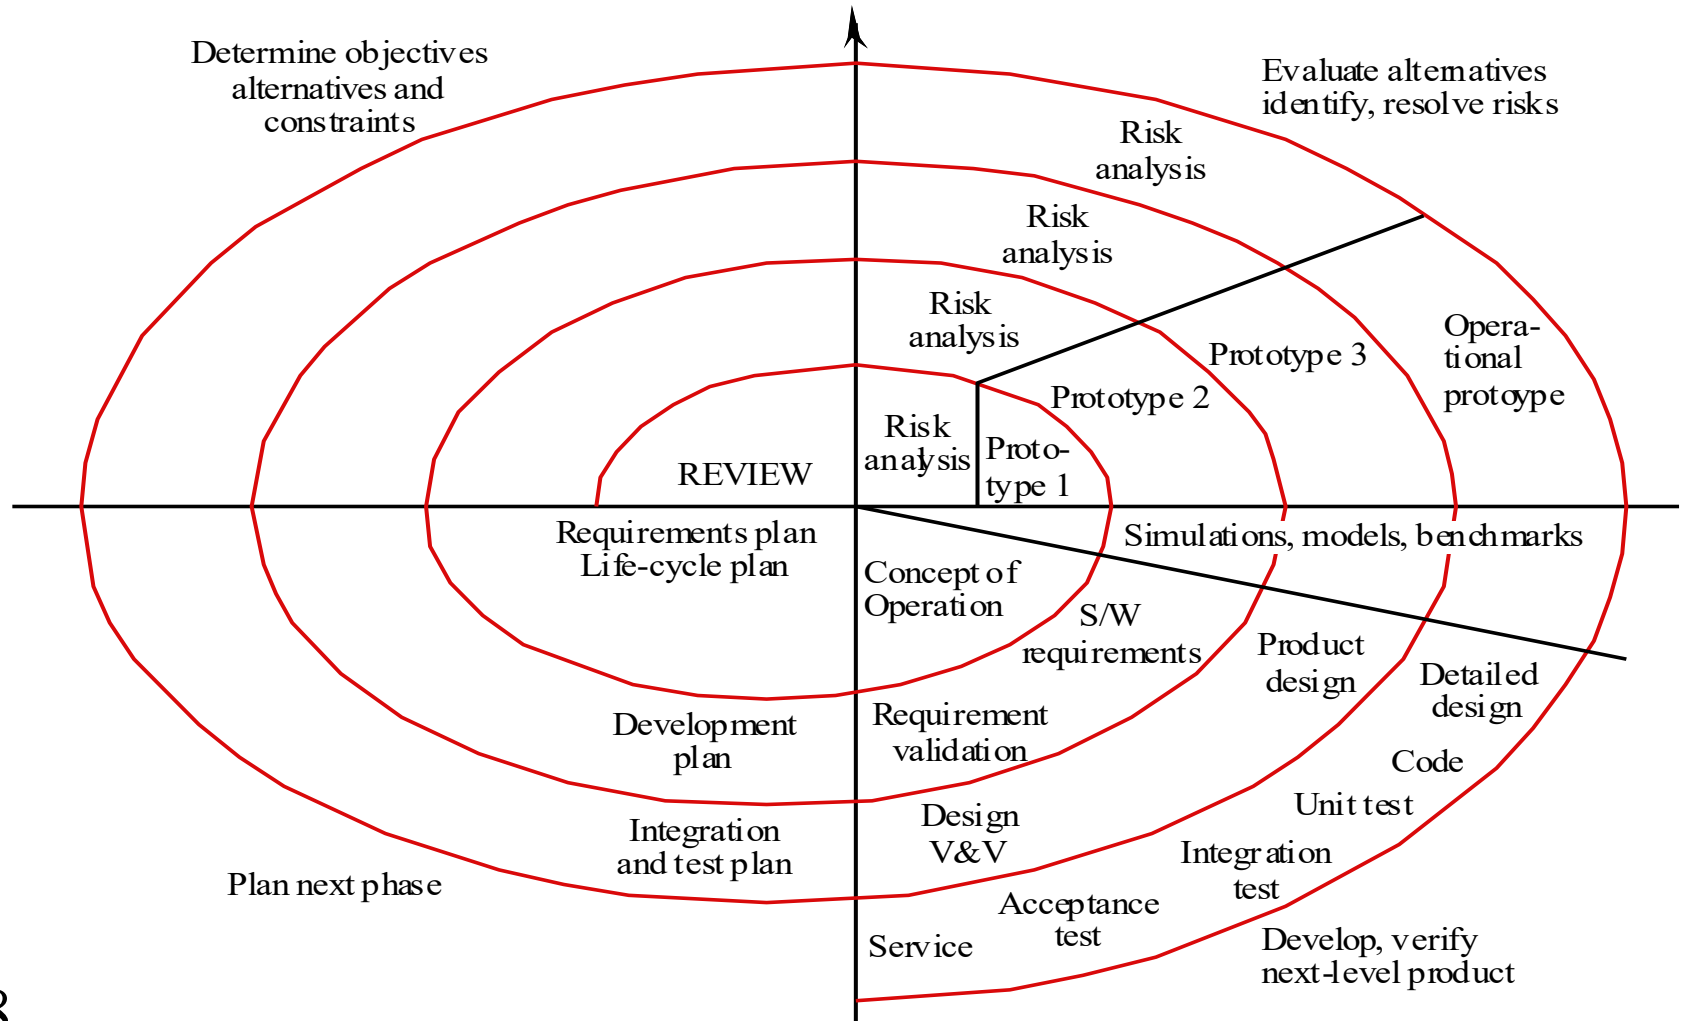 Determine objectives
alternatives and
constraints
Evaluate alternatives
identify, resolve risks
Risk
analysis
Risk
analysis
Risk
analysis
Risk
analysis
Proto-
type 1
Prototype 2
Prototype 3
Opera-
tional
protoype
REVIEW
Requirements plan
Life-cycle plan
Simulations, models, benchmarks
Concept of
Operation
S/W
requirements
Product
design
Detailed
design
Development
plan
Requirement
validation
Code
Unit test
Integration
and test plan
Design
V&V
Integration
test
Plan next phase
Acceptance
test
Service
Develop, verify
next-level product